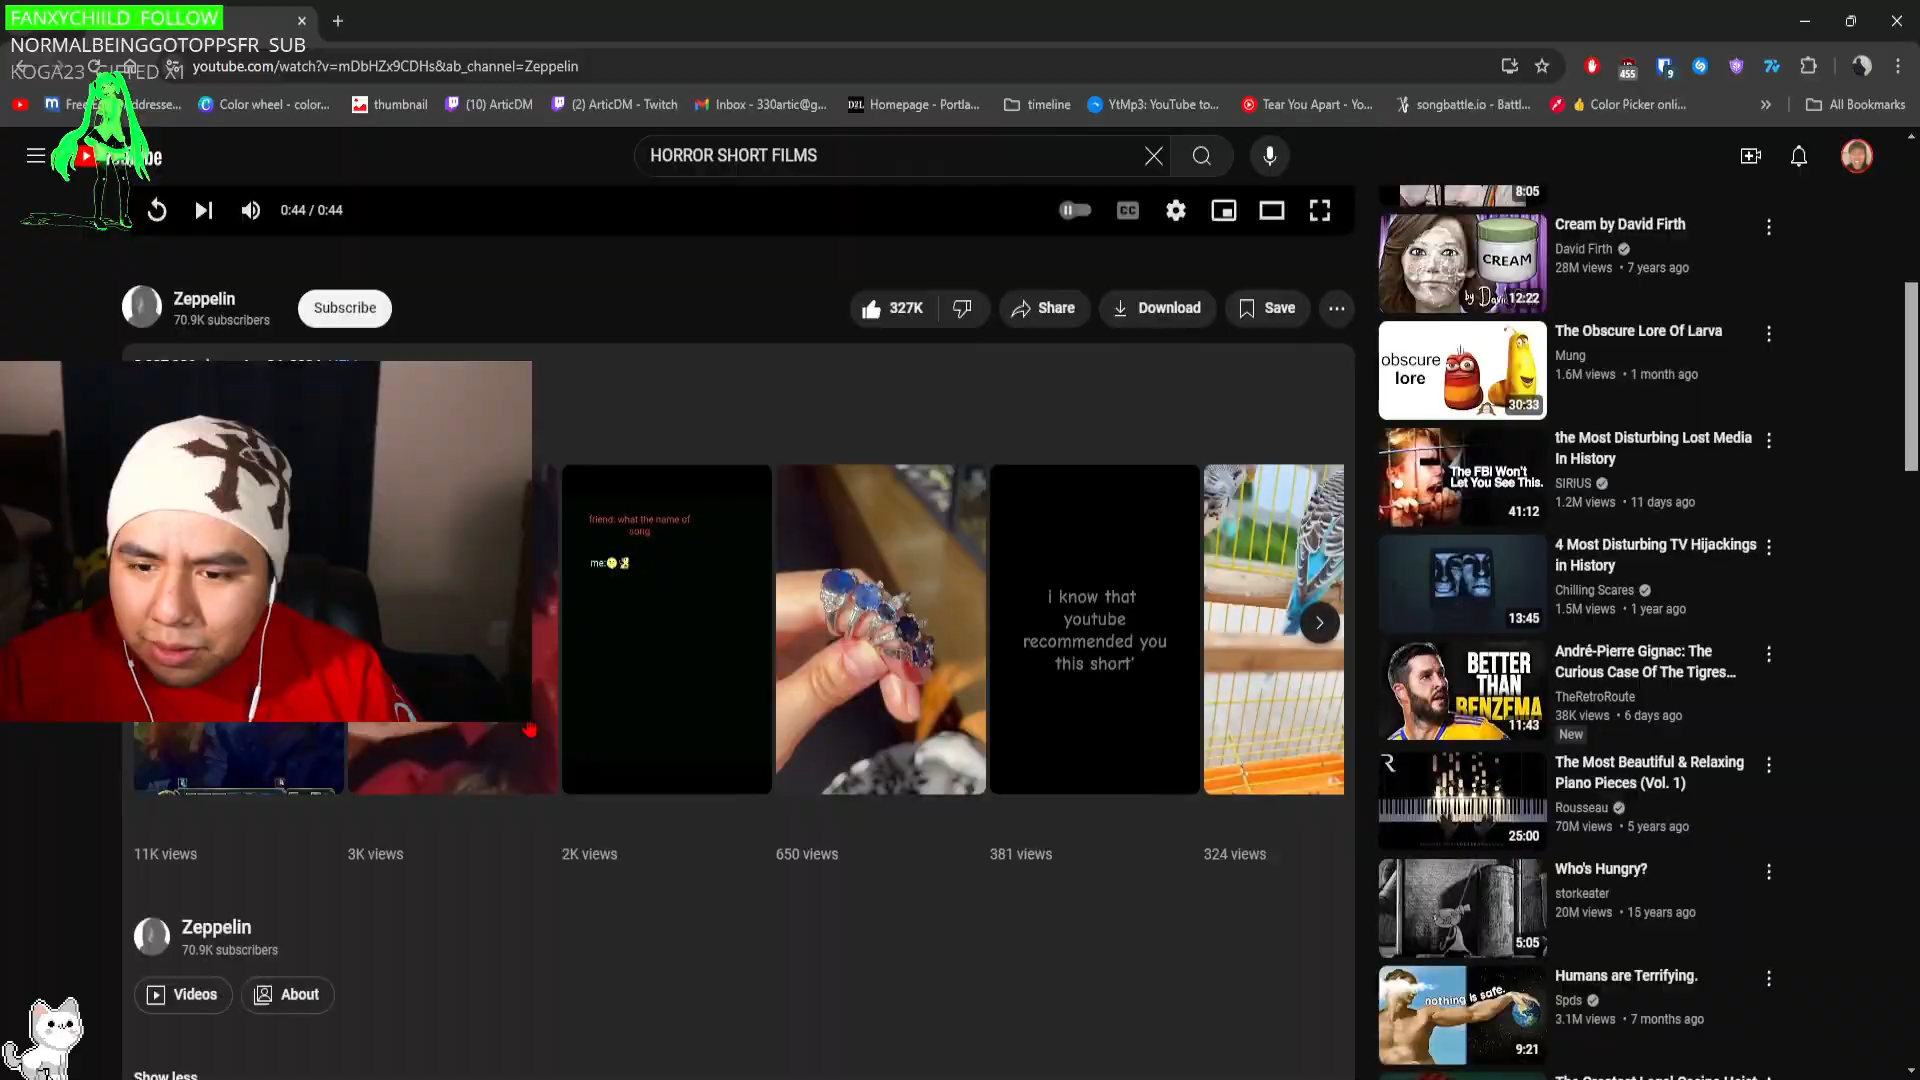 FANXYCHIILD FOLLOW
NORMALBEINGGOTOPPSFR SUB
KOGA23 GIFTED X1
youtube.com/watch?v=mDbHZx9CDHs&ab_channel=Zeppelin
455
9
Color wheel - color...
thumbnail
(10) ArticDM
(2) ArticDM - Twitch
Inbox - 330artic@g...
D2L
Homepage - Portla...
timeline
YtMp3: YouTube to...
Tear You Apart - Yo...
songbattle.io - Battl...
Color Picker onli...
All Bookmarks
HORROR SHORT FILMS
0:44 / 0:44
CC
Zeppelin
70.9K subscribers
Subscribe
327K
Share
Download
Save
friend: what the name of
song
me:
i know that
youtube
recommended you
this short'
11K views
3K views
2K views
650 views
381 views
324 views
Zeppelin
70.9K subscribers
Videos
About
Show less
8:05
CREAM
12:22
Cream by David Firth
David Firth
28M views • 7 years ago
obscure
lore
30:33
The Obscure Lore Of Larva
Mung
1.6M views • 1 month ago
The FBI Won't
Let You See This.
41:12
the Most Disturbing Lost Media
In History
SIRIUS
1.2M views • 11 days ago
13:45
4 Most Disturbing TV Hijackings
in History
Chilling Scares
1.5M views • 1 year ago
BETTER
THAN
BENZEMA
11:43
André-Pierre Gignac: The
Curious Case Of The Tigres...
TheRetroRoute
38K views • 6 days ago
New
R
25:00
The Most Beautiful & Relaxing
Piano Pieces (Vol. 1)
Rousseau
70M views • 5 years ago
5:05
Who's Hungry?
storkeater
20M views • 15 years ago
nothing is safe.
9:21
Humans are Terrifying.
Spds
3.1M views • 7 months ago